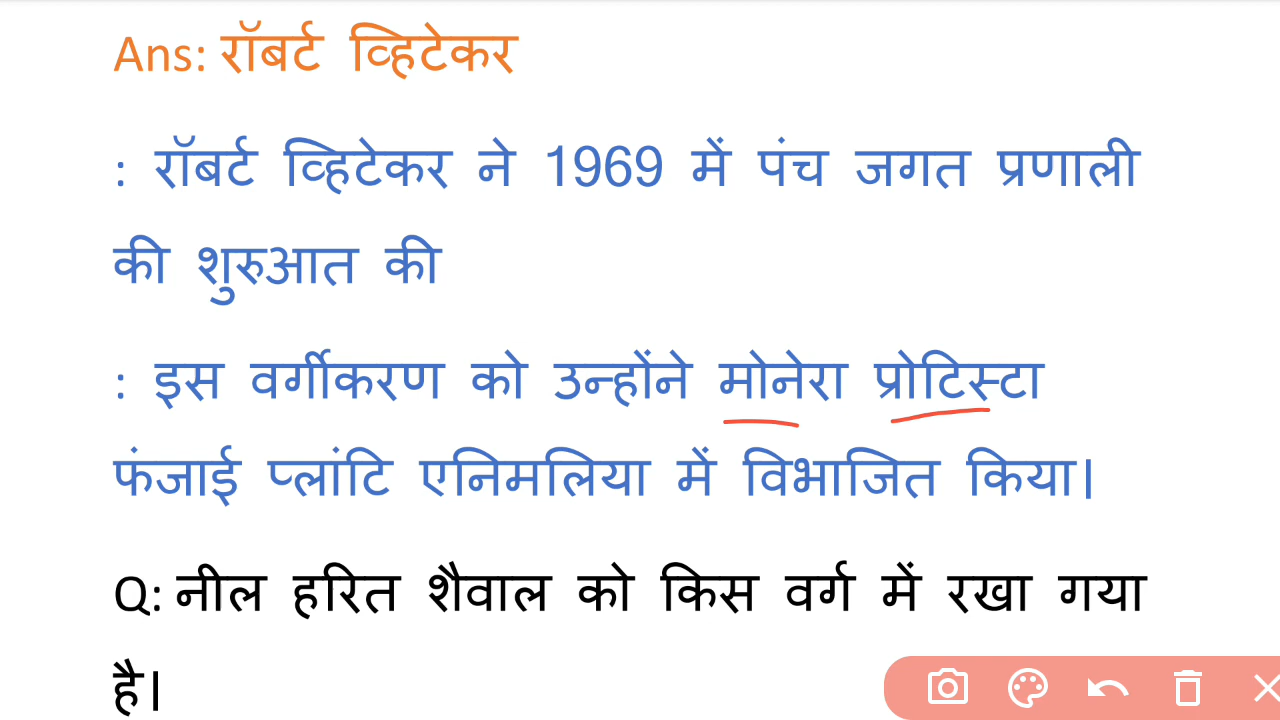 Ans: रॉबर्ट व्हिटेकर
: रॉबर्ट व्हिटेकर ने 1969 में पंच जगत प्रणाली
की शुरुआत की
: इस वर्गीकरण को उन्होंने मोनेरा प्रोटिस्टा
फंजाई प्लांटि एनिमलिया में विभाजित किया।
Q: नील हरित शैवाल को किस वर्ग में रखा गया
है।